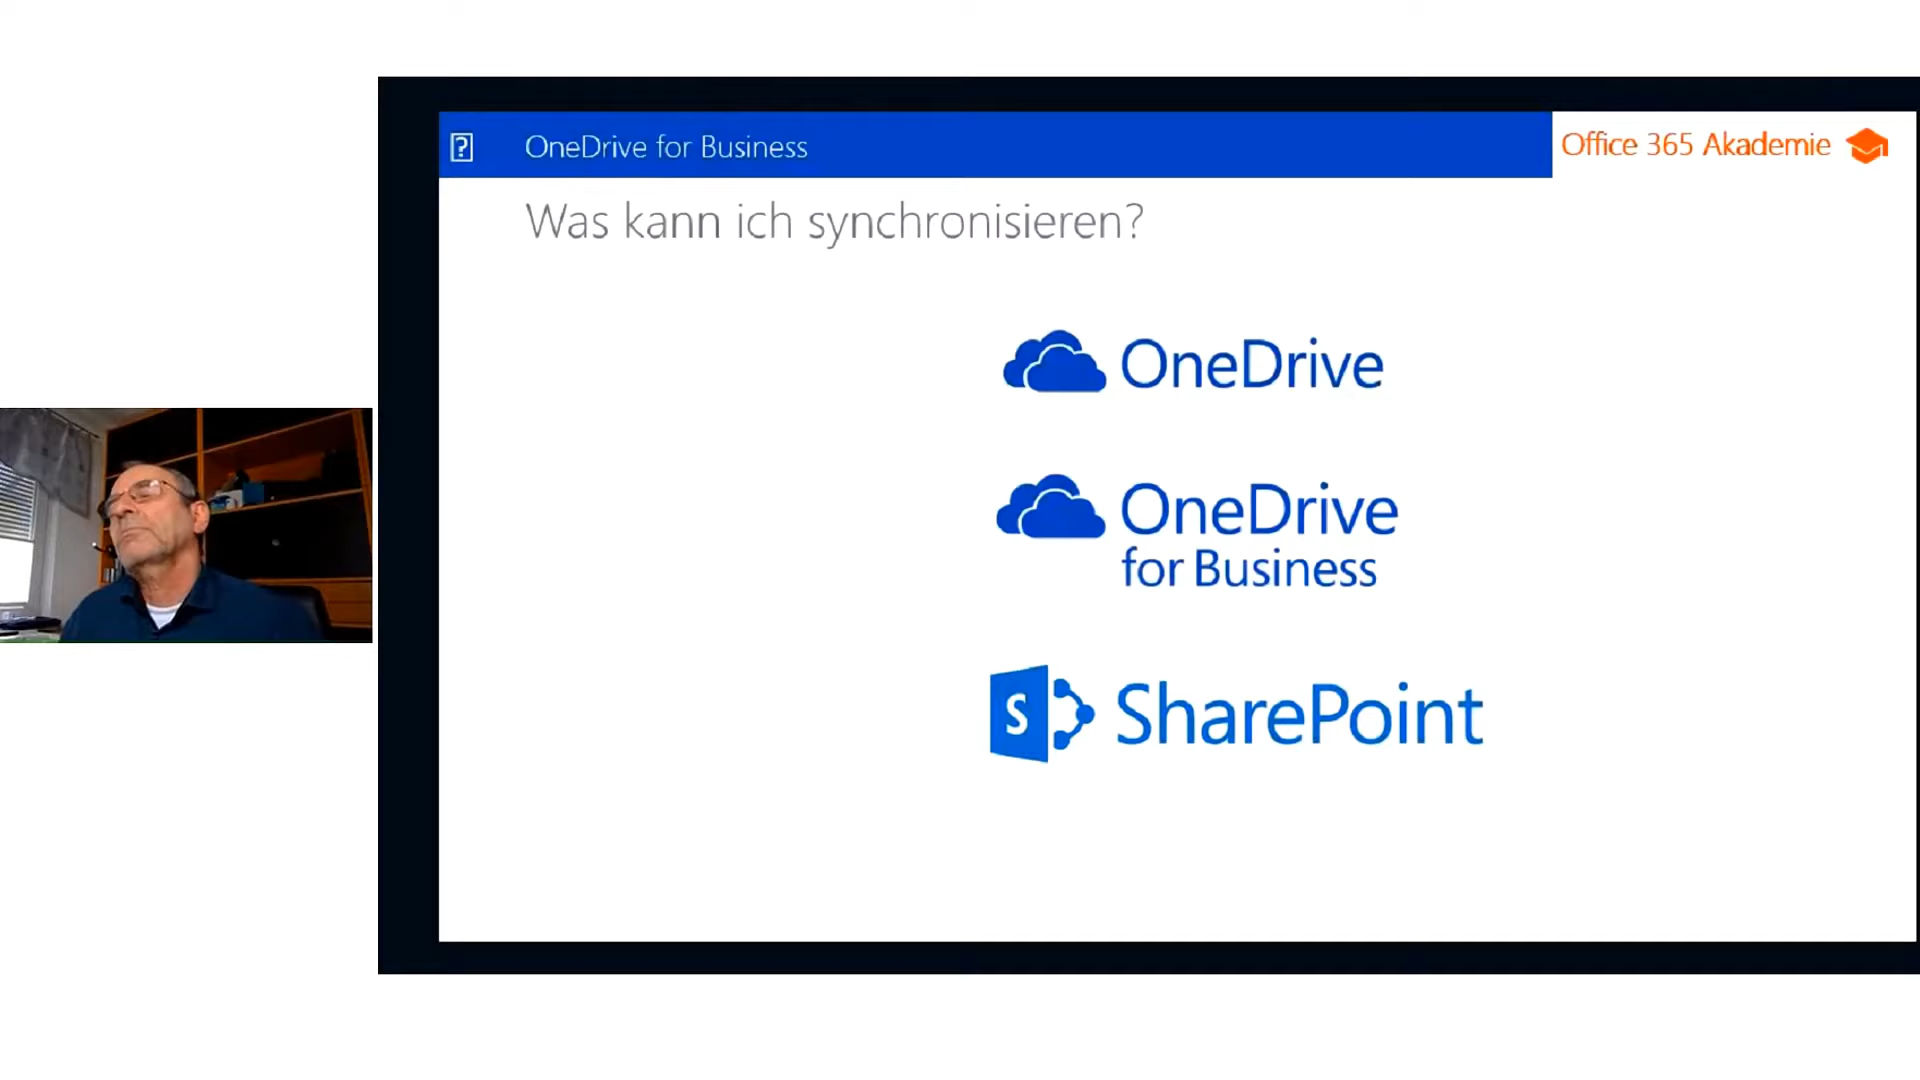 OneDrive for Business
Office 365 Akademie
Was kann ich synchronisieren?
OneDrive
OneDrive
for Business
S SharePoint